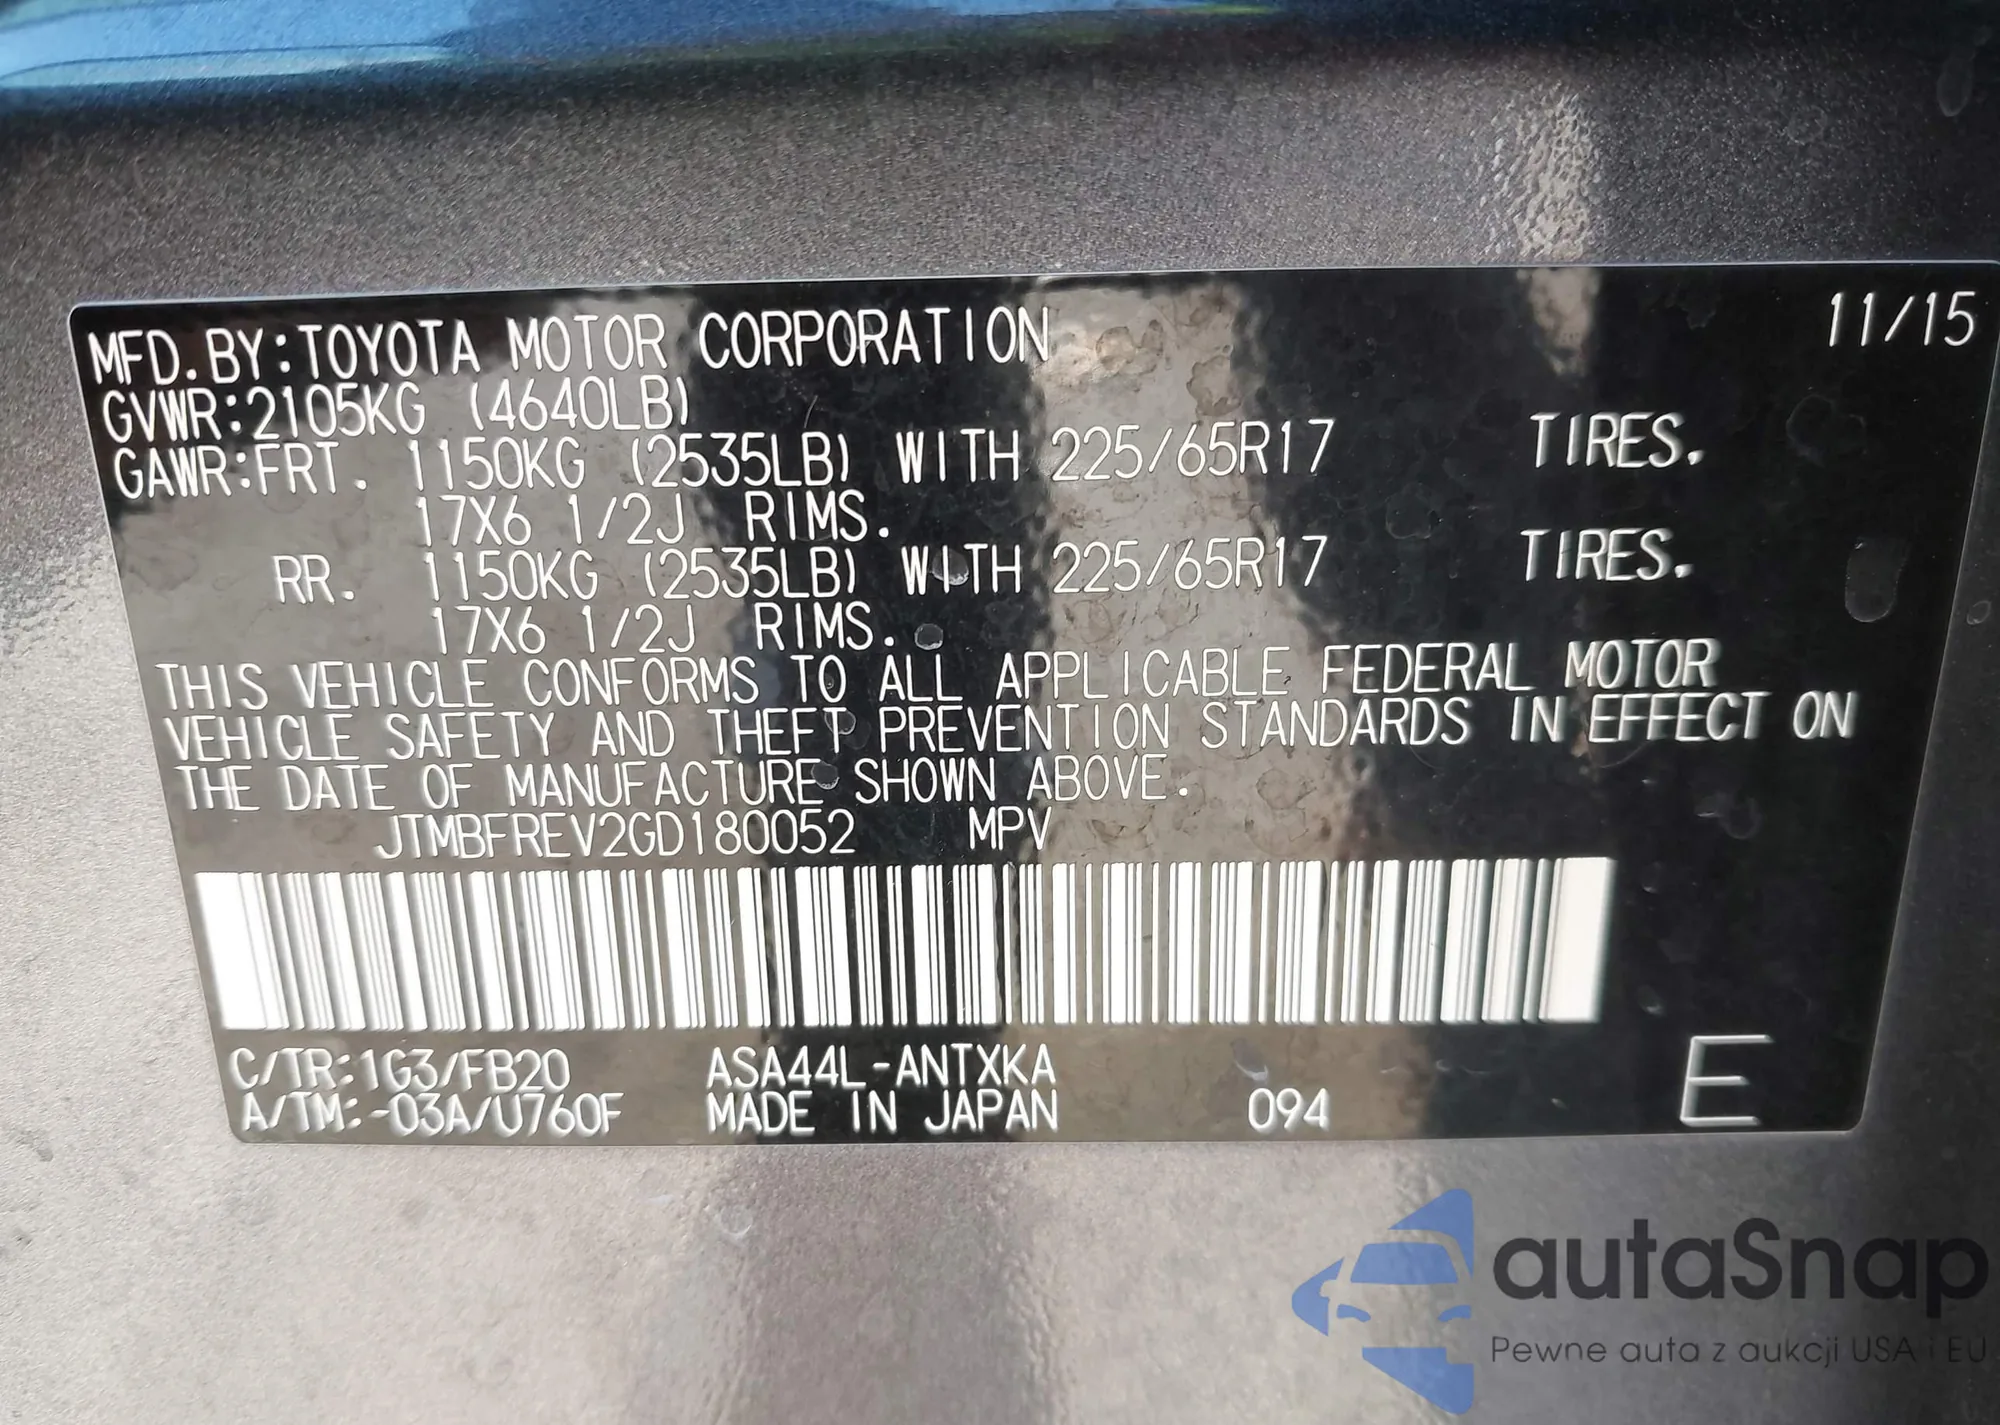 11/15
MFD.BY:TOYOTA MOTOR CORPORATION
GVWR:2105KG (4640LB)
GAWR:FRT. 1150KG (2535LB) WITH 225/65R17 TIRES.
17X6 1/2J RIMS.
RR. 1150KG (2535LB) WITH 225/65R17 TIRES.
17X6 1/2J RIMS.
THIS VEHICLE CONFORMS TO ALL APPLICABLE FEDERAL MOTOR
VEHICLE SAFETY AND THEFT PREVENTION STANDARDS IN EFFECT ON
THE DATE OF MANUFACTURE SHOWN ABOVE.
JTMBFREV2GD180052 MPV
C/TR:1G3/FB20 ASA44L-ANTXKA
A/TM:-03A/U760F MADE IN JAPAN 094 E
autaSnap
Pewne auta z aukcji USA i EU